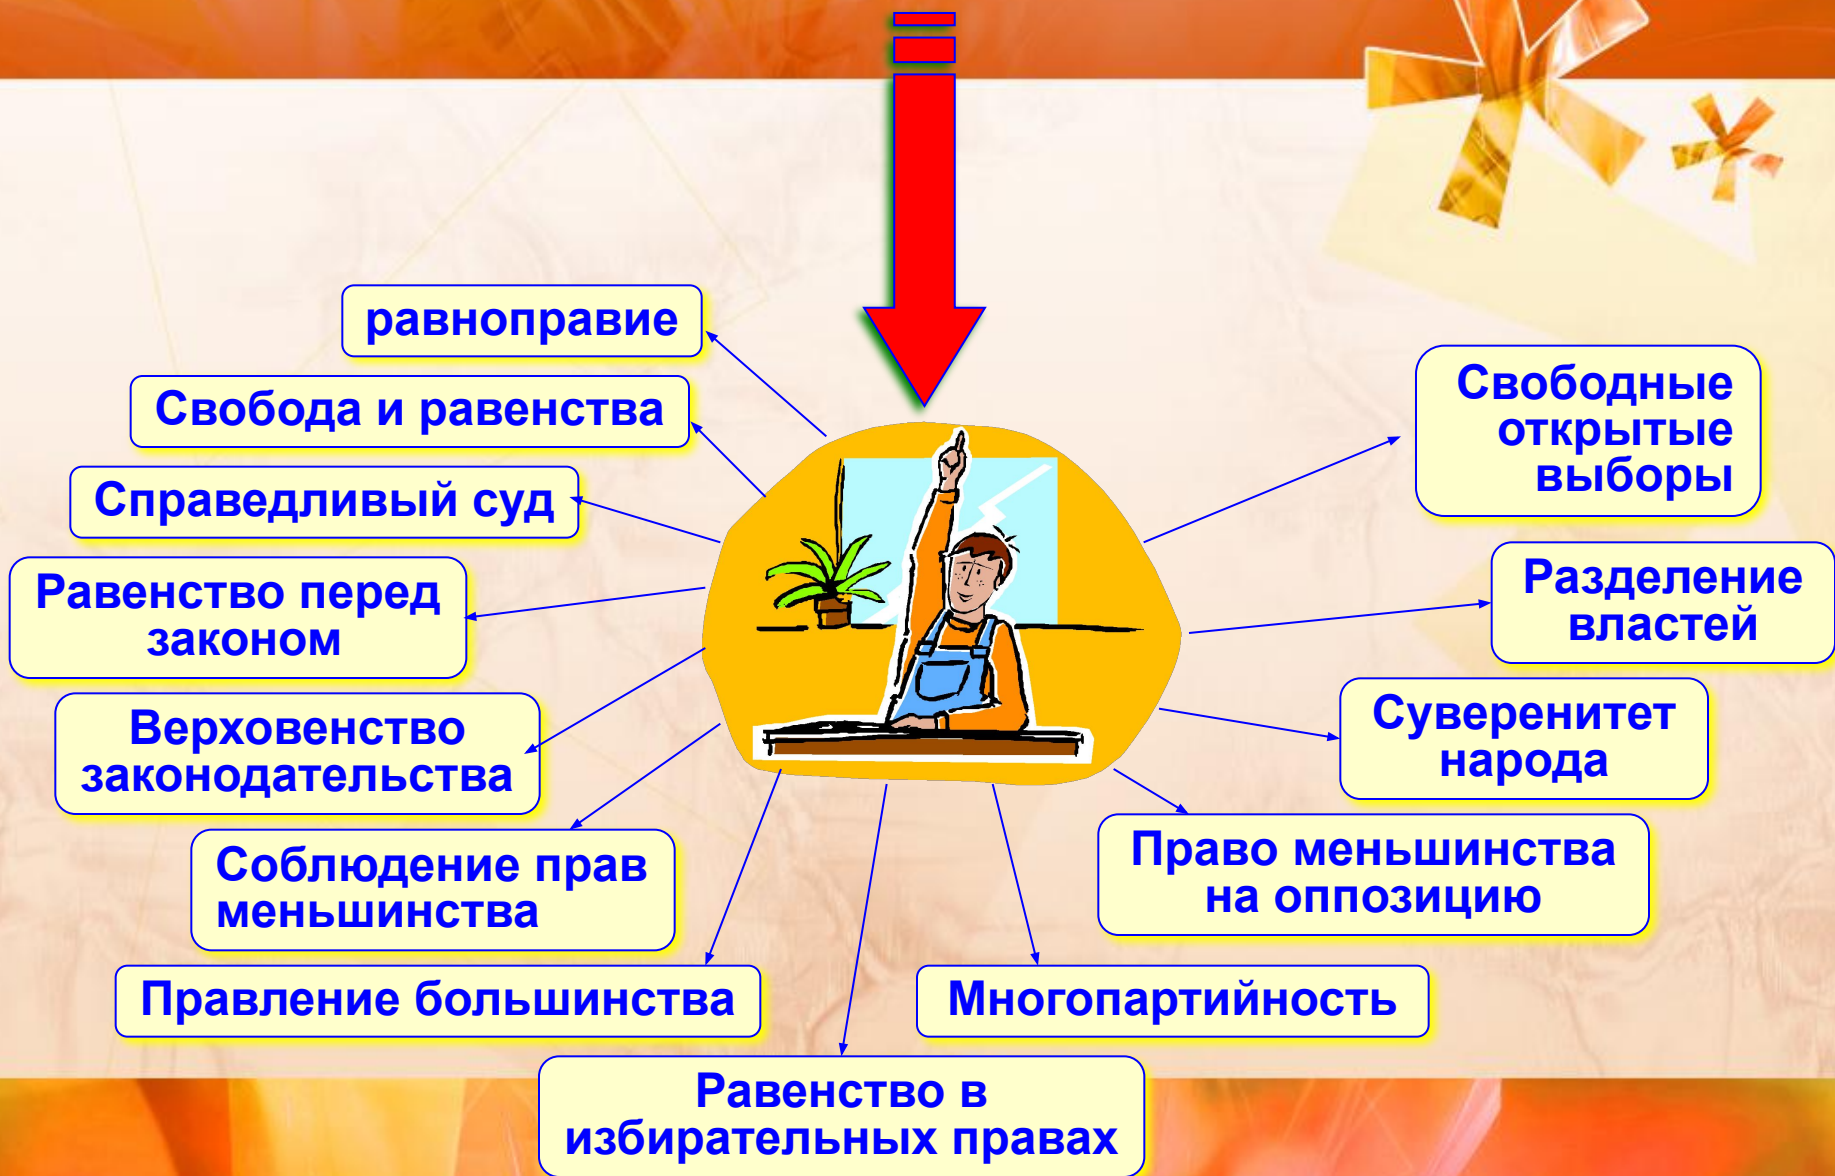 равноправие
Свобода и равенства
Справедливый суд
Равенство перед
законом
Верховенство
законодательства
Соблюдение прав
меньшинства
Правление большинства
Равенство в
избирательных правах
Многопартийность
Право меньшинства
на оппозицию
Суверенитет
народа
Разделение
властей
Свободные
открытые
выборы